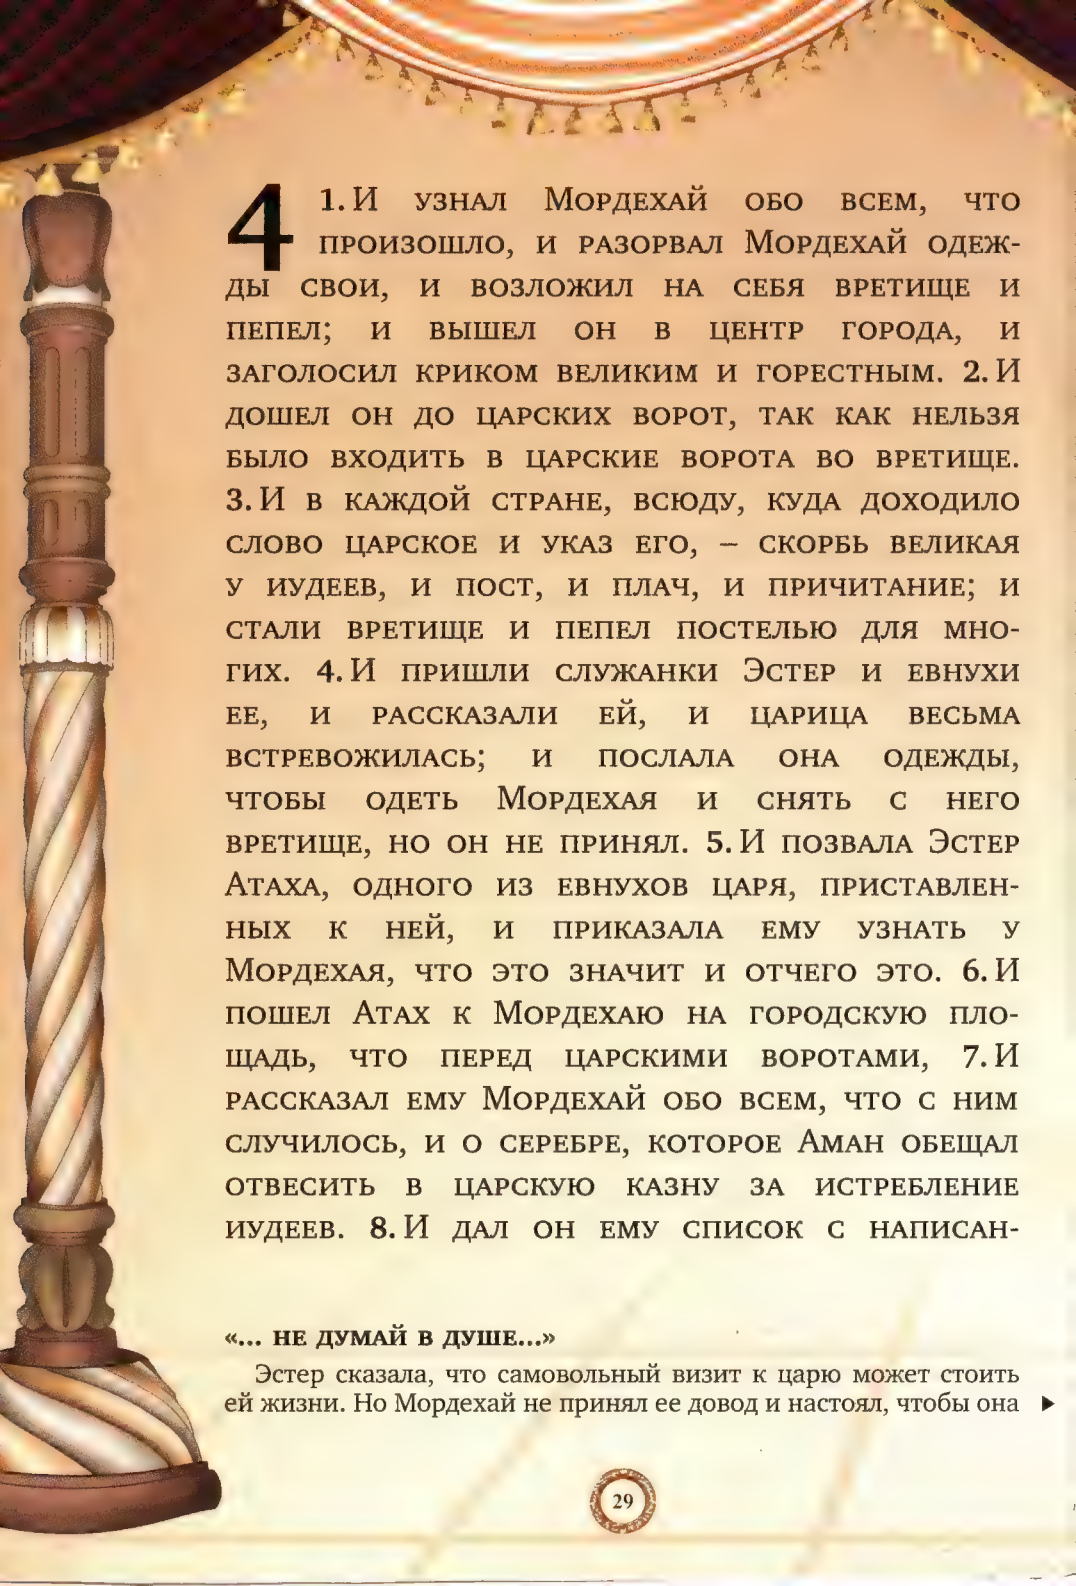 4 1. И узнал Мордехай обо всем, что
произошло, и разорвал Мордехай одеж-
ды свои, и возложил на себя вретище и
пепел; и вышел он в центр города, и
заголосил криком великим и горестным. 2. И
дошел он до царских ворот, так как нельзя
было входить в царские ворота во вретище.
3. И в каждой стране, всюду, куда доходило
слово царское и указ его, – скорбь великая
у иудеев, и пост, и плач, и причитание; и
стали вретище и пепел постелью для мно-
гих. 4. И пришли служанки Эстер и евнухи
ее, и рассказали ей, и царица весьма
встревожилась; и послала она одежды,
чтобы одеть Мордехая и снять с него
вретище, но он не принял. 5. И позвала Эстер
Атаха, одного из евнухов царя, приставлен-
ных к ней, и приказала ему узнать у
Мордехая, что это значит и отчего это. 6. И
пошел Атах к Мордехаю на городскую пло-
щадь, что перед царскими воротами, 7. И
рассказал ему Мордехай обо всем, что с ним
случилось, и о серебре, которое Аман обещал
отвесить в царскую казну за истребление
иудеев. 8. И дал он ему список с написан-
«... НЕ ДУМАЙ В ДУШЕ...»
Эстер сказала, что самовольный визит к царю может стоить
ей жизни. Но Мордехай не принял ее довод и настоял, чтобы она ►
29